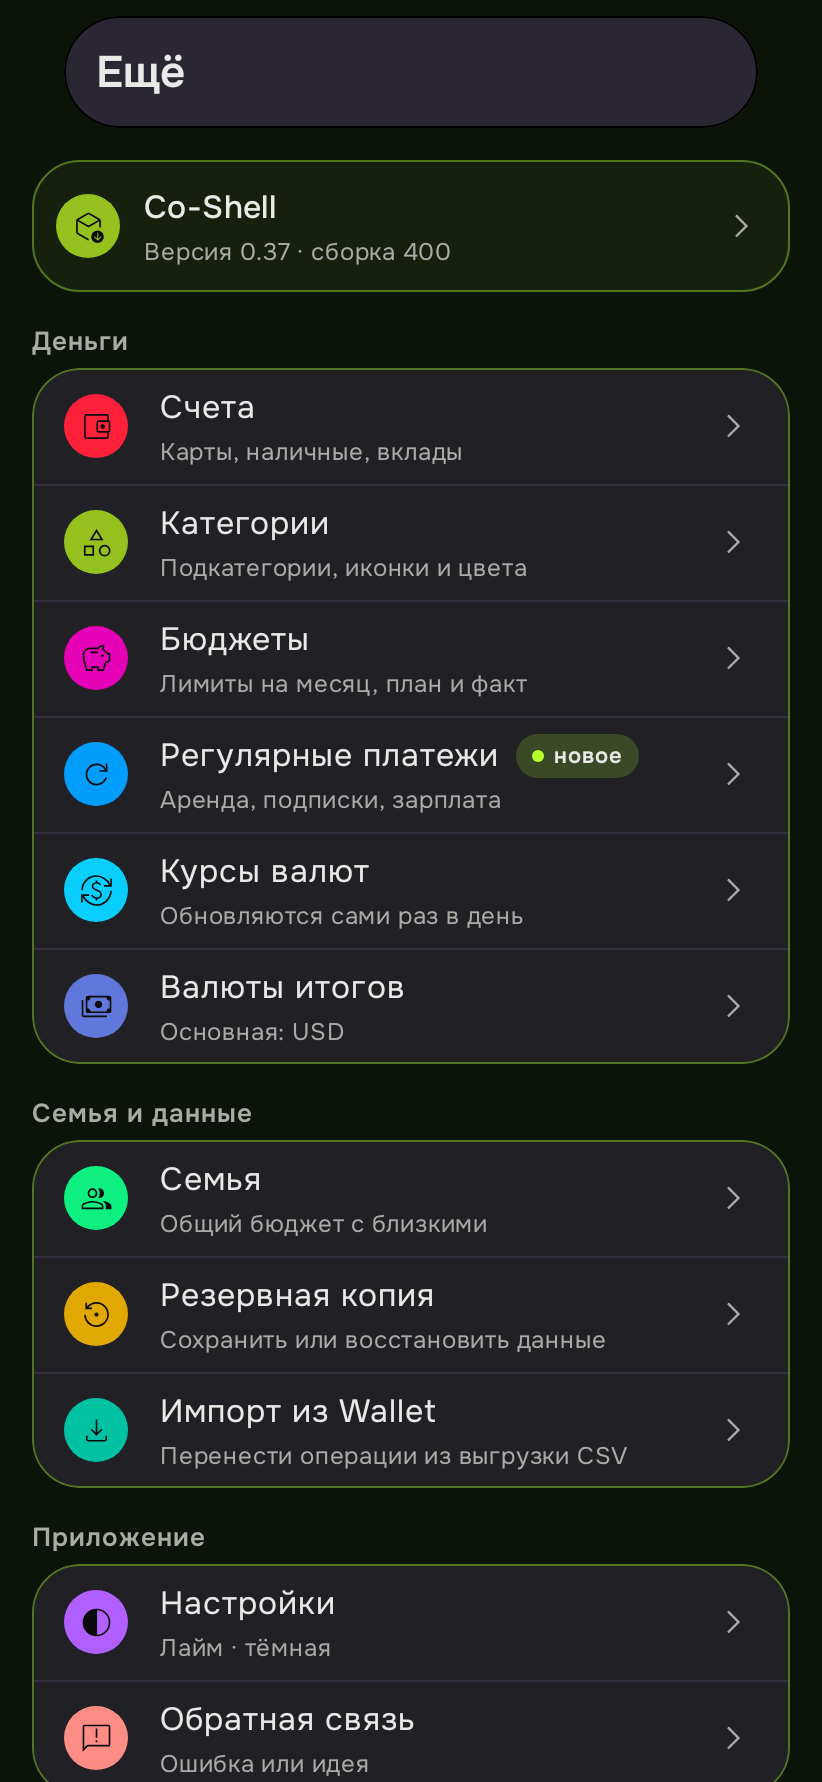 Ещё
Co-Shell
Версия 0.37 · сборка 400
Деньги
Счета
Карты, наличные, вклады
Категории
Подкатегории, иконки и цвета
Бюджеты
Лимиты на месяц, план и факт
Регулярные платежи новое
Аренда, подписки, зарплата
Курсы валют
Обновляются сами раз в день
Валюты итогов
Основная: USD
Семья и данные
Семья
Общий бюджет с близкими
Резервная копия
Сохранить или восстановить данные
Импорт из Wallet
Перенести операции из выгрузки CSV
Приложение
Настройки
Лайм · тёмная
Обратная связь
Ошибка или идея